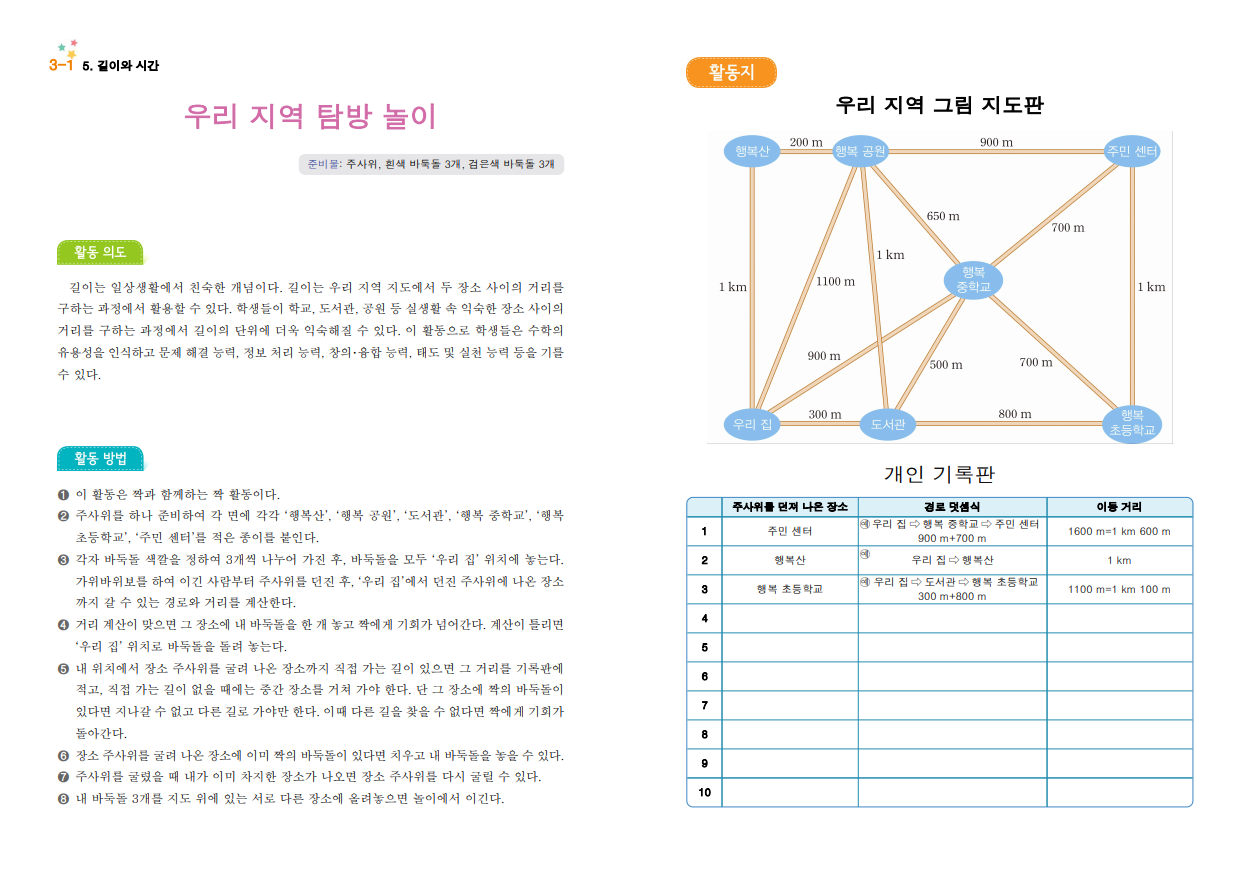 3-1 5. 길이와 시간
우리 지역 탐방 놀이
준비물: 주사위, 흰색 바둑돌 3개, 검은색 바둑돌 3개
활동 의도
길이는 일상생활에서 친숙한 개념이다. 길이는 우리 지역 지도에서 두 장소 사이의 거리를
구하는 과정에서 활용할 수 있다. 학생들이 학교, 도서관, 공원 등 실생활 속 익숙한 장소 사이의
거리를 구하는 과정에서 길이의 단위에 더욱 익숙해질 수 있다. 이 활동으로 학생들은 수학의
유용성을 인식하고 문제 해결 능력, 정보 처리 능력, 창의·융합 능력, 태도 및 실천 능력 등을 기를
수 있다.
활동 방법
❶ 이 활동은 짝과 함께하는 짝 활동이다.
❷ 주사위를 하나 준비하여 각 면에 각각 ‘행복산’, ‘행복 공원’, ‘도서관’, ‘행복 중학교’, ‘행복
초등학교’, ‘주민 센터’를 적은 종이를 붙인다.
❸ 각자 바둑돌 색깔을 정하여 3개씩 나누어 가진 후, 바둑돌을 모두 ‘우리 집’ 위치에 놓는다.
가위바위보를 하여 이긴 사람부터 주사위를 던진 후, ‘우리 집’에서 던진 주사위에 나온 장소
까지 갈 수 있는 경로와 거리를 계산한다.
❹ 거리 계산이 맞으면 그 장소에 내 바둑돌을 한 개 놓고 짝에게 기회가 넘어간다. 계산이 틀리면
‘우리 집’ 위치로 바둑돌을 돌려 놓는다.
❺ 내 위치에서 장소 주사위를 굴려 나온 장소까지 직접 가는 길이 있으면 그 거리를 기록판에
적고, 직접 가는 길이 없을 때에는 중간 장소를 거쳐 가야 한다. 단 그 장소에 짝의 바둑돌이
있다면 지나갈 수 없고 다른 길로 가야만 한다. 이때 다른 길을 찾을 수 없다면 짝에게 기회가
돌아간다.
❻ 장소 주사위를 굴려 나온 장소에 이미 짝의 바둑돌이 있다면 치우고 내 바둑돌을 놓을 수 있다.
❼ 주사위를 굴렸을 때 내가 이미 차지한 장소가 나오면 장소 주사위를 다시 굴릴 수 있다.
❽ 내 바둑돌 3개를 지도 위에 있는 서로 다른 장소에 올려놓으면 놀이에서 이긴다.
활동지
우리 지역 그림 지도판
행복산 200 m 행복 공원 900 m 주민 센터
650 m
700 m
1 km
행복
중학교
1 km 1100 m 1 km
900 m
500 m 700 m
우리 집 300 m 도서관 800 m 행복
초등학교
개인 기록판
주사위를 던져 나온 장소 경로 덧셈식 이동 거리
1 주민 센터 예 우리 집 ⇨ 행복 중학교 ⇨ 주민 센터 1600 m=1 km 600 m
900 m+700 m
2 행복산 예 우리 집 ⇨ 행복산 1 km
3 행복 초등학교 예 우리 집 ⇨ 도서관 ⇨ 행복 초등학교 1100 m=1 km 100 m
300 m+800 m
4
5
6
7
8
9
10